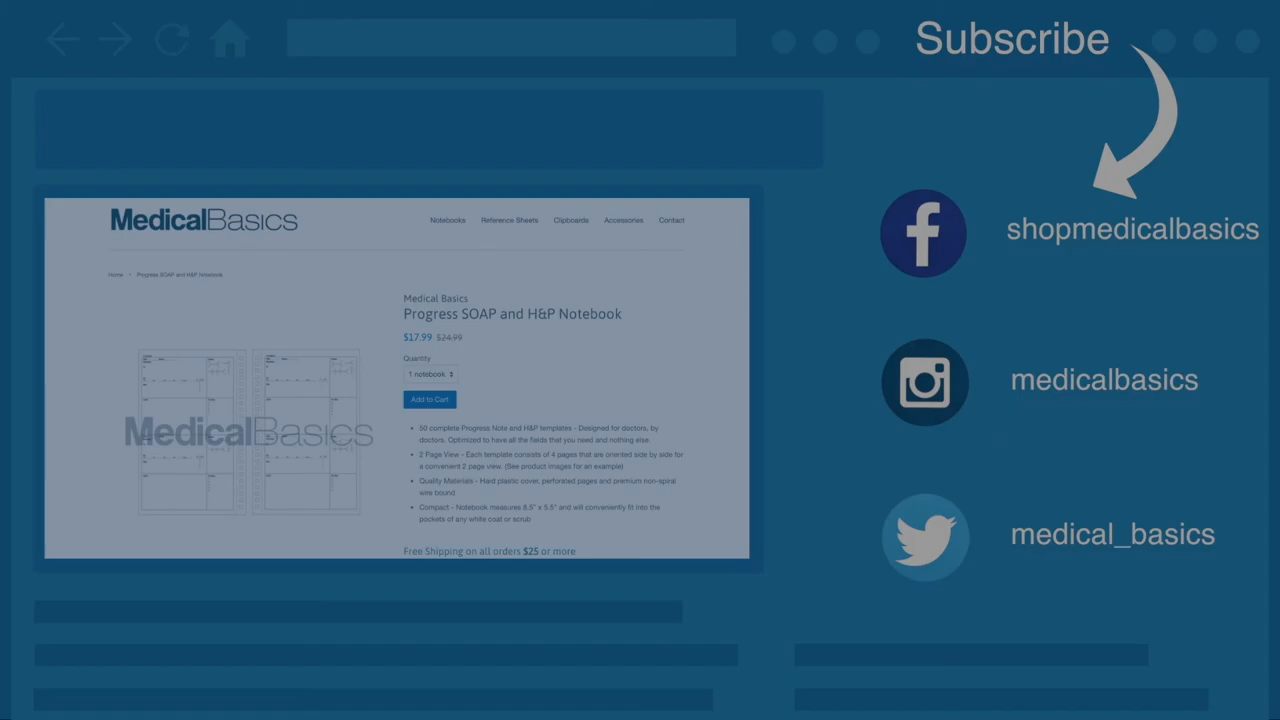 Subscribe
MedicalBasics
Notebooks Reference Sheets Clipboards Accessories Contact
Home › Progress SOAP and H&P Notebook
Medical Basics
Progress SOAP and H&P Notebook
$17.99 $24.99
Quantity
1 notebook
Add to Cart
50 complete Progress Note and H&P templates - Designed for doctors, by
doctors. Optimized to have all the fields that you need and nothing else.
2 Page View - Each template consists of 4 pages that are oriented side by side for
a convenient 2 page view. (See product images for an example)
Quality Materials - Hard plastic cover, perforated pages and premium non-spiral
wire bound
Compact - Notebook measures 8.5" x 5.5" and will conveniently fit into the
pockets of any white coat or scrub
Free Shipping on all orders $25 or more
MedicalBasics
shopmedicalbasics
medicalbasics
medical_basics